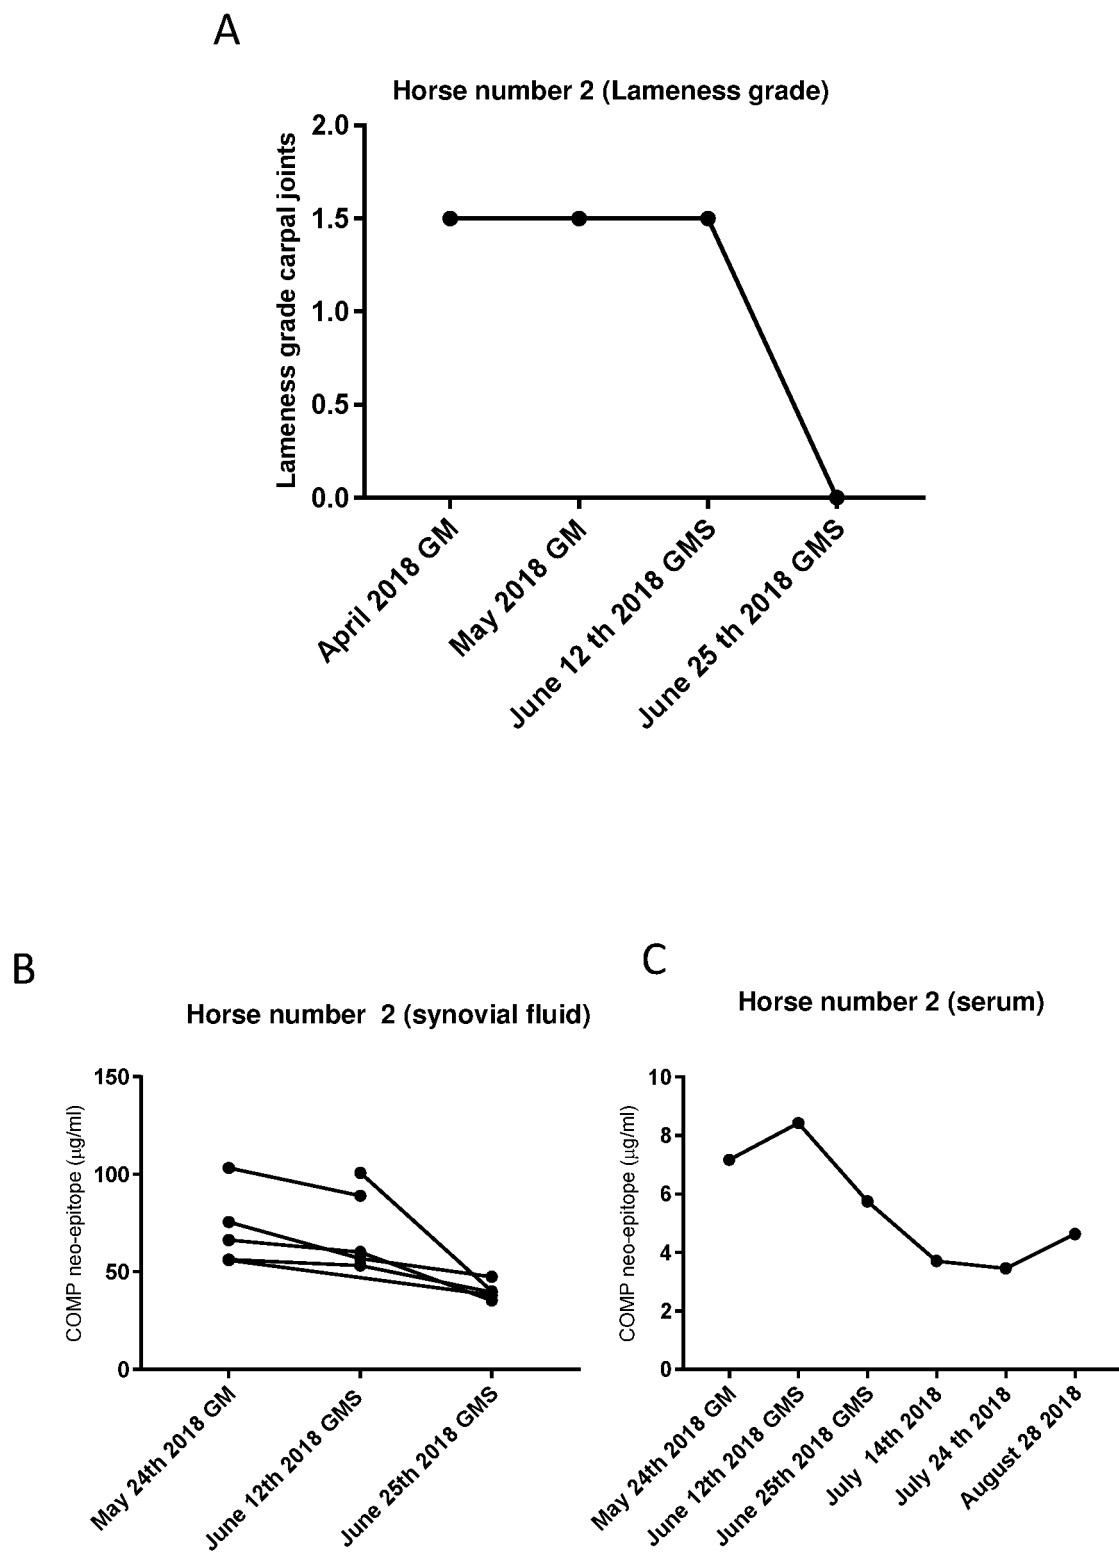 A
Horse number 2 (Lameness grade)
Lameness grade carpal joints
2.0
1.5
1.0
0.5
0.0
April 2018 GM
May 2018 GM
June 12 th 2018 GMS
June 25 th 2018 GMS
B
Horse number 2 (synovial fluid)
COMP neo-epitope (µg/ml)
150
100
50
0
May 24th 2018 GM
June 12th 2018 GMS
June 25th 2018 GMS
C
Horse number 2 (serum)
COMP neo-epitope (µg/ml)
10
8
6
4
2
0
May 24th 2018 GM
June 12th 2018 GMS
June 25th 2018 GMS
July 14th 2018
July 24 th 2018
August 28 2018